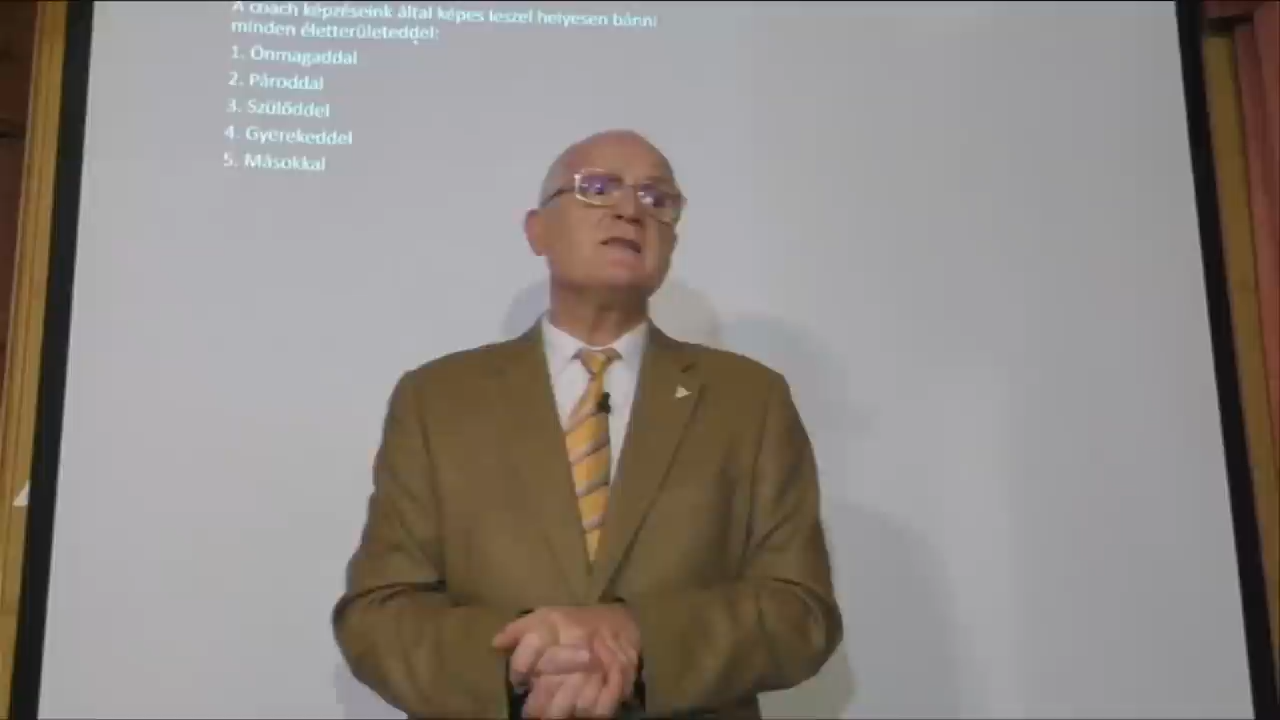 A coach képzéseink által képes leszel helyesen bánni
minden életterületeddel:
1. Önmagaddal
2. Pároddal
3. Szülőddel
4. Gyerekeddel
5. Másokkal